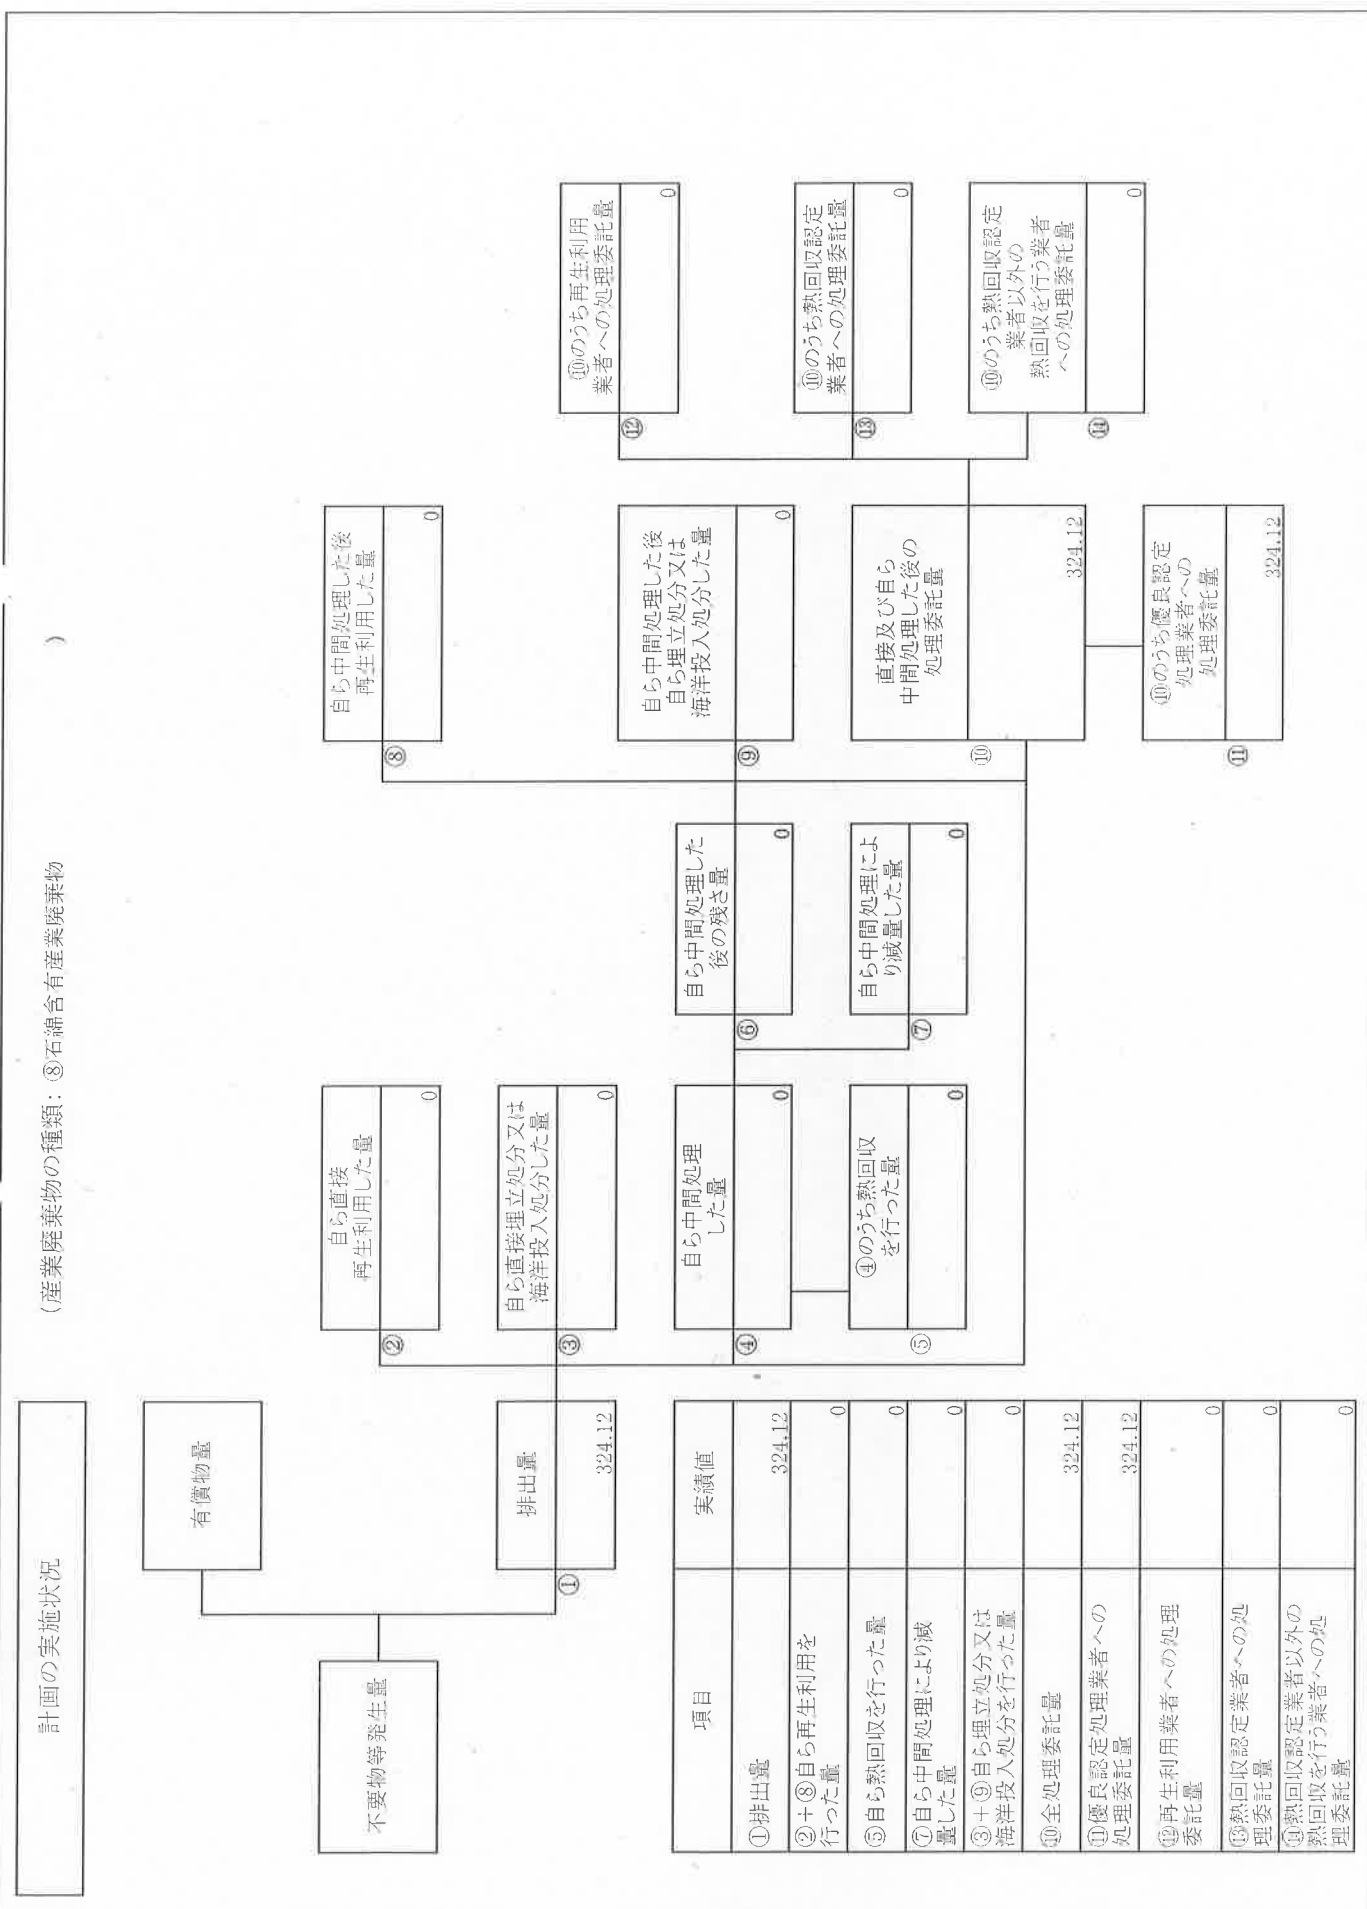 計画の実施状況
(産業廃棄物の種類: ⑧石綿含有産業廃棄物
)
不要物等発生量
有償物量
①
排出量
324.12
②
自ら直接
再生利用した量
0
③
自ら直接埋立処分又は
海洋投入処分した量
0
④
自ら中間処理
した量
0
⑤
④のうち熱回収
を行った量
0
⑥
自ら中間処理した
後の残さ量
0
⑦
自ら中間処理によ
り減量した量
0
⑧
自ら中間処理した後
再生利用した量
0
⑨
自ら中間処理した後
自ら埋立処分又は
海洋投入処分した量
0
⑩
直接及び自ら
中間処理した後の
処理委託量
324.12
⑪
⑩のうち優良認定
処理業者への
処理委託量
324.12
⑫
⑩のうち再生利用
業者への処理委託量
0
⑬
⑩のうち熱回収認定
業者への処理委託量
0
⑭
⑩のうち熱回収認定
業者以外の
熱回収を行う業者
への処理委託量
0
項目
実績値
①排出量
324.12
②+⑧自ら再生利用を
行った量
0
⑤自ら熱回収を行った量
0
⑦自ら中間処理により減
量した量
0
③+⑨自ら埋立処分又は
海洋投入処分を行った量
0
⑩全処理委託量
324.12
⑪優良認定処理業者への
処理委託量
324.12
⑫再生利用業者への処理
委託量
0
⑬熱回収認定業者への処
理委託量
0
⑭熱回収認定業者以外の
熱回収を行う業者への処
理委託量
0